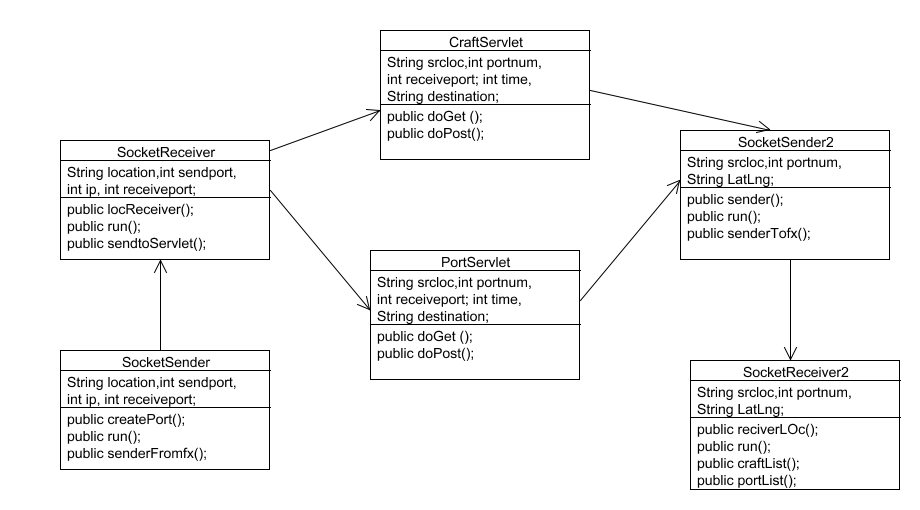 CraftServlet
String srcloc,int portnum,
int receiveport; int time,
String destination;
public doGet ();
public doPost();
SocketReceiver
String location,int sendport,
int ip, int receiveport;
public locReceiver();
public run();
public sendtoServlet();
SocketSender2
String srcloc,int portnum,
String LatLng;
public sender();
public run();
public senderTofx();
PortServlet
String srcloc,int portnum,
int receiveport; int time,
String destination;
public doGet ();
public doPost();
SocketSender
String location,int sendport,
int ip, int receiveport;
public createPort();
public run();
public senderFromfx();
SocketReceiver2
String srcloc,int portnum,
String LatLng;
public reciverLOc();
public run();
public craftList();
public portList();